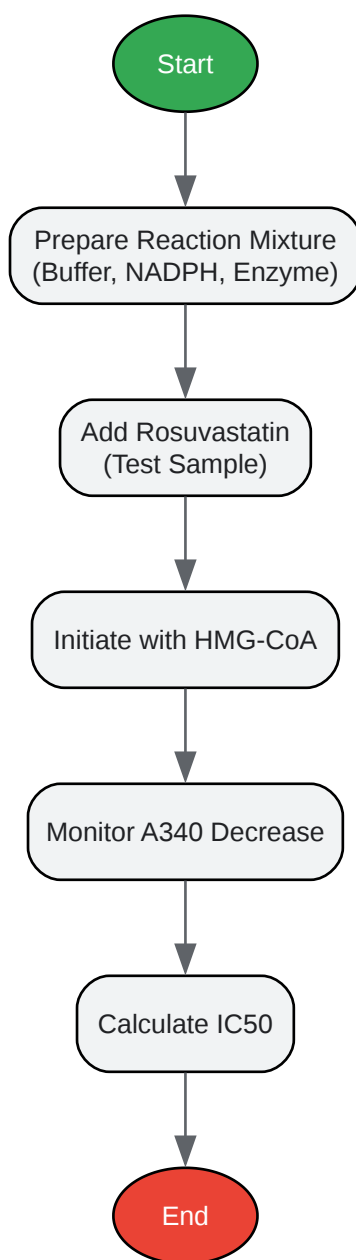 Start
Prepare Reaction Mixture
(Buffer, NADPH, Enzyme)
Add Rosuvastatin
(Test Sample)
Initiate with HMG-CoA
Monitor A340 Decrease
Calculate IC50
End